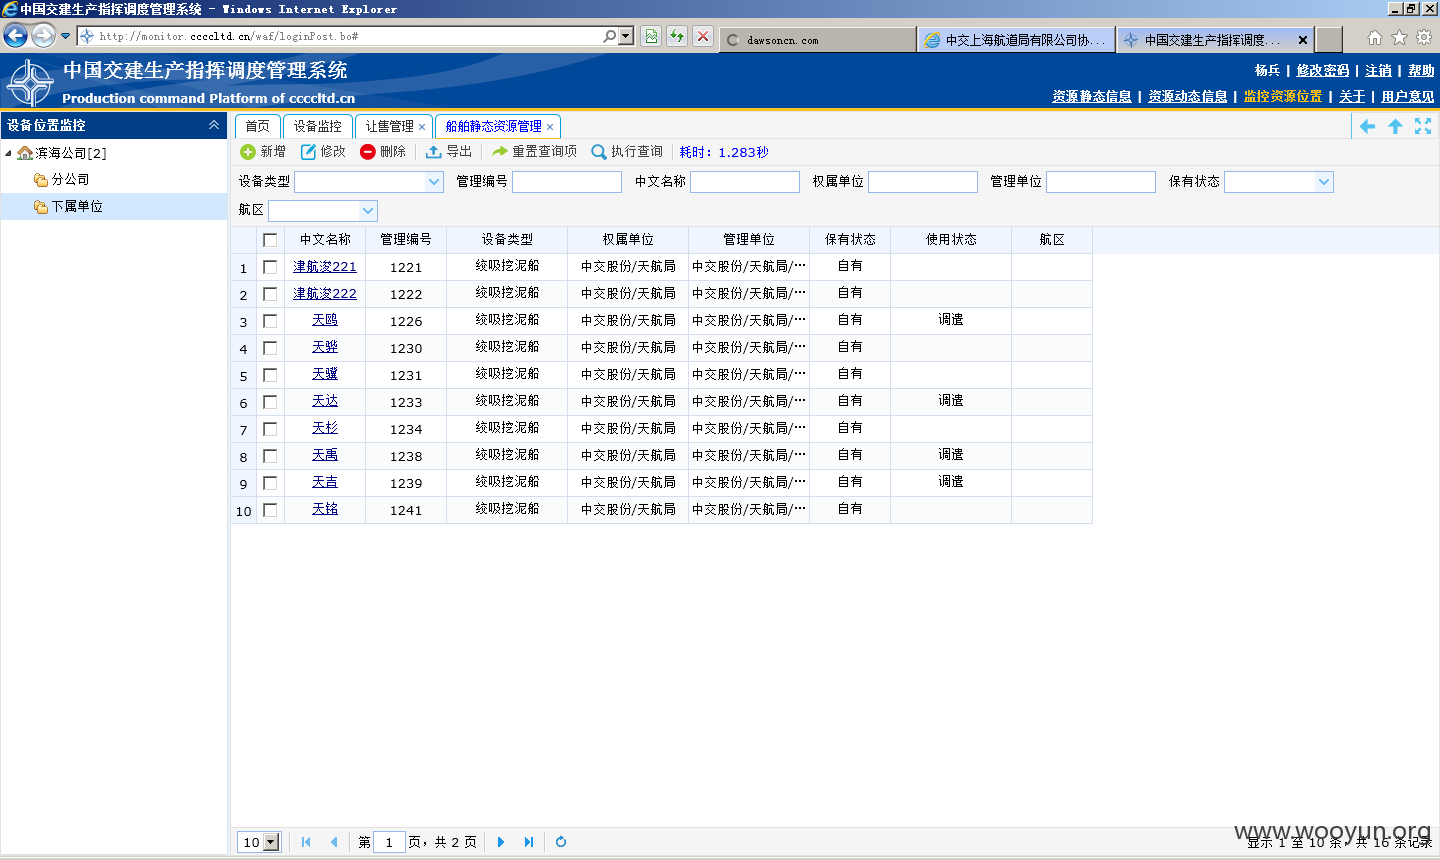 中国交建生产指挥调度管理系统 - Windows Internet Explorer
http://monitor.ccccltd.cn/waf/loginPost.bo#
dawsoncn.com
中交上海航道局有限公司协...
中国交建生产指挥调度...
中国交建生产指挥调度管理系统
Production command Platform of ccccltd.cn
杨兵 | 修改密码 | 注销 | 帮助
资源静态信息 | 资源动态信息 | 监控资源位置 | 关于 | 用户意见
设备位置监控
滨海公司[2]
分公司
下属单位
首页 设备监控 让售管理 × 船舶静态资源管理 ×
新增 修改 删除 导出 重置查询项 执行查询 耗时：1.283秒
设备类型 管理编号 中文名称 权属单位 管理单位 保有状态
航区
中文名称 管理编号 设备类型 权属单位 管理单位 保有状态 使用状态 航区
1 津航浚221 1221 绞吸挖泥船 中交股份/天航局 中交股份/天航局/··· 自有
2 津航浚222 1222 绞吸挖泥船 中交股份/天航局 中交股份/天航局/··· 自有
3 天鸥 1226 绞吸挖泥船 中交股份/天航局 中交股份/天航局/··· 自有 调遣
4 天骅 1230 绞吸挖泥船 中交股份/天航局 中交股份/天航局/··· 自有
5 天骥 1231 绞吸挖泥船 中交股份/天航局 中交股份/天航局/··· 自有
6 天达 1233 绞吸挖泥船 中交股份/天航局 中交股份/天航局/··· 自有 调遣
7 天杉 1234 绞吸挖泥船 中交股份/天航局 中交股份/天航局/··· 自有
8 天禹 1238 绞吸挖泥船 中交股份/天航局 中交股份/天航局/··· 自有 调遣
9 天吉 1239 绞吸挖泥船 中交股份/天航局 中交股份/天航局/··· 自有 调遣
10 天铭 1241 绞吸挖泥船 中交股份/天航局 中交股份/天航局/··· 自有
10 第 1 页，共 2 页
显示 1 至 10 条，共 16 条记录
www.wooyun.org